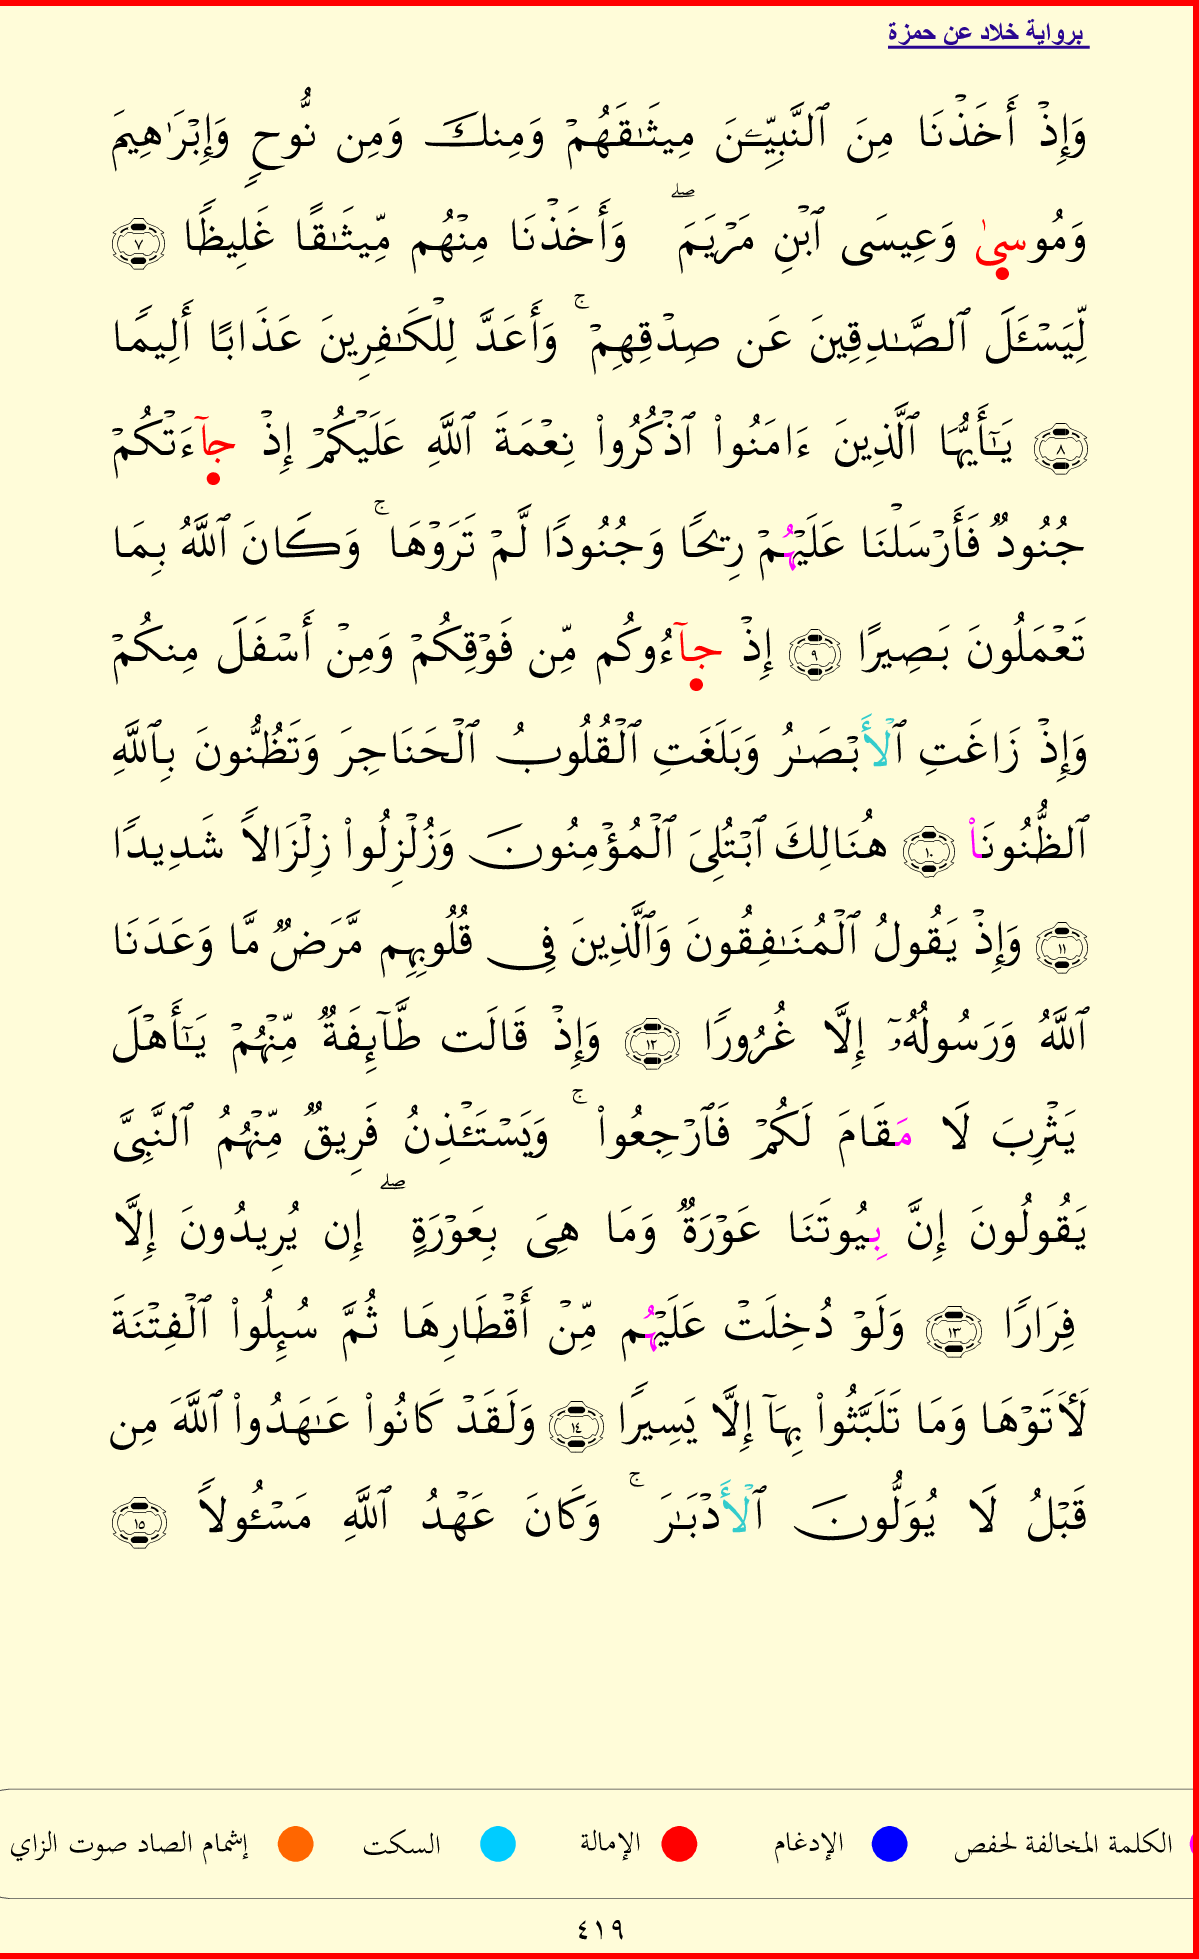 برواية خلاد عن حمزة
وَإِذْ أَخَذْنَا مِنَ ٱلنَّبِيِّـۧنَ مِيثَـٰقَهُمْ وَمِنكَ وَمِن نُّوحٍ وَإِبْرَٰهِيمَ
وَمُوسىٰ وَعِيسَى ٱبْنِ مَرْيَمَ ۖ وَأَخَذْنَا مِنْهُم مِّيثَـٰقًا غَلِيظًا ٧
لِّيَسْـَٔلَ ٱلصَّـٰدِقِينَ عَن صِدْقِهِمْ ۚ وَأَعَدَّ لِلْكَـٰفِرِينَ عَذَابًا أَلِيمًا
٨ يَـٰٓأَيُّهَا ٱلَّذِينَ ءَامَنُوا۟ ٱذْكُرُوا۟ نِعْمَةَ ٱللَّهِ عَلَيْكُمْ إِذْ جآءَتْكُمْ
جُنُودٌ فَأَرْسَلْنَا عَلَيْهُمْ رِيحًا وَجُنُودًا لَّمْ تَرَوْهَا ۚ وَكَانَ ٱللَّهُ بِمَا
تَعْمَلُونَ بَصِيرًا ٩ إِذْ جآءُوكُم مِّن فَوْقِكُمْ وَمِنْ أَسْفَلَ مِنكُمْ
وَإِذْ زَاغَتِ ٱلْأَبْصَـٰرُ وَبَلَغَتِ ٱلْقُلُوبُ ٱلْحَنَاجِرَ وَتَظُنُّونَ بِٱللَّهِ
ٱلظُّنُونَا۟ ١٠ هُنَالِكَ ٱبْتُلِىَ ٱلْمُؤْمِنُونَ وَزُلْزِلُوا۟ زِلْزَالًا شَدِيدًا
١١ وَإِذْ يَقُولُ ٱلْمُنَـٰفِقُونَ وَٱلَّذِينَ فِى قُلُوبِهِم مَّرَضٌ مَّا وَعَدَنَا
ٱللَّهُ وَرَسُولُهُۥٓ إِلَّا غُرُورًا ١٢ وَإِذْ قَالَت طَّآئِفَةٌ مِّنْهُمْ يَـٰٓأَهْلَ
يَثْرِبَ لَا مَقَامَ لَكُمْ فَٱرْجِعُوا۟ ۚ وَيَسْتَـْٔذِنُ فَرِيقٌ مِّنْهُمُ ٱلنَّبِىَّ
يَقُولُونَ إِنَّ بِيُوتَنَا عَوْرَةٌ وَمَا هِىَ بِعَوْرَةٍ ۖ إِن يُرِيدُونَ إِلَّا
فِرَارًا ١٣ وَلَوْ دُخِلَتْ عَلَيْهُم مِّنْ أَقْطَارِهَا ثُمَّ سُئِلُوا۟ ٱلْفِتْنَةَ
لَـَٔاتَوْهَا وَمَا تَلَبَّثُوا۟ بِهَآ إِلَّا يَسِيرًا ١٤ وَلَقَدْ كَانُوا۟ عَـٰهَدُوا۟ ٱللَّهَ مِن
قَبْلُ لَا يُوَلُّونَ ٱلْأَدْبَـٰرَ ۚ وَكَانَ عَهْدُ ٱللَّهِ مَسْـُٔولًا ١٥
الكلمة المخالفة لحفص الإدغام الإمالة السكت إشمام الصاد صوت الزاي
٤١٩